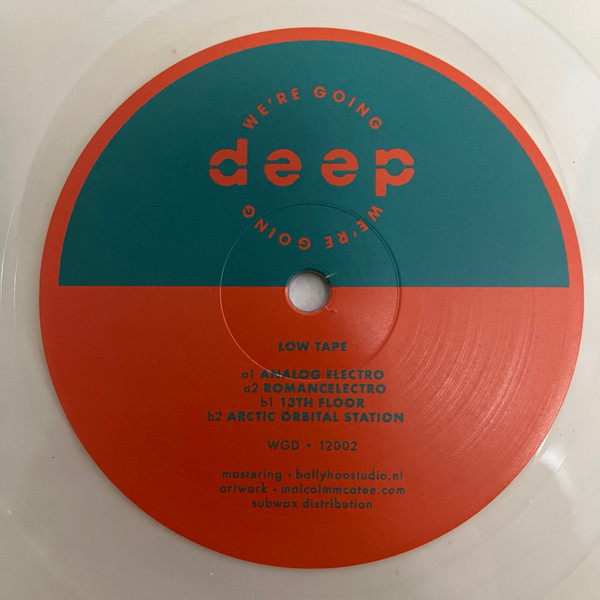 WE'RE GOING
deep
WE'RE GOING
LOW TAPE
a1 ANALOG ELECTRO
a2 ROMANCELECTRO
b1 13TH FLOOR
b2 ARCTIC ORBITAL STATION
WGD • 12002
mastering • ballyhoostudio.nl
artwork • malcolmmcatee.com
subwax distribution